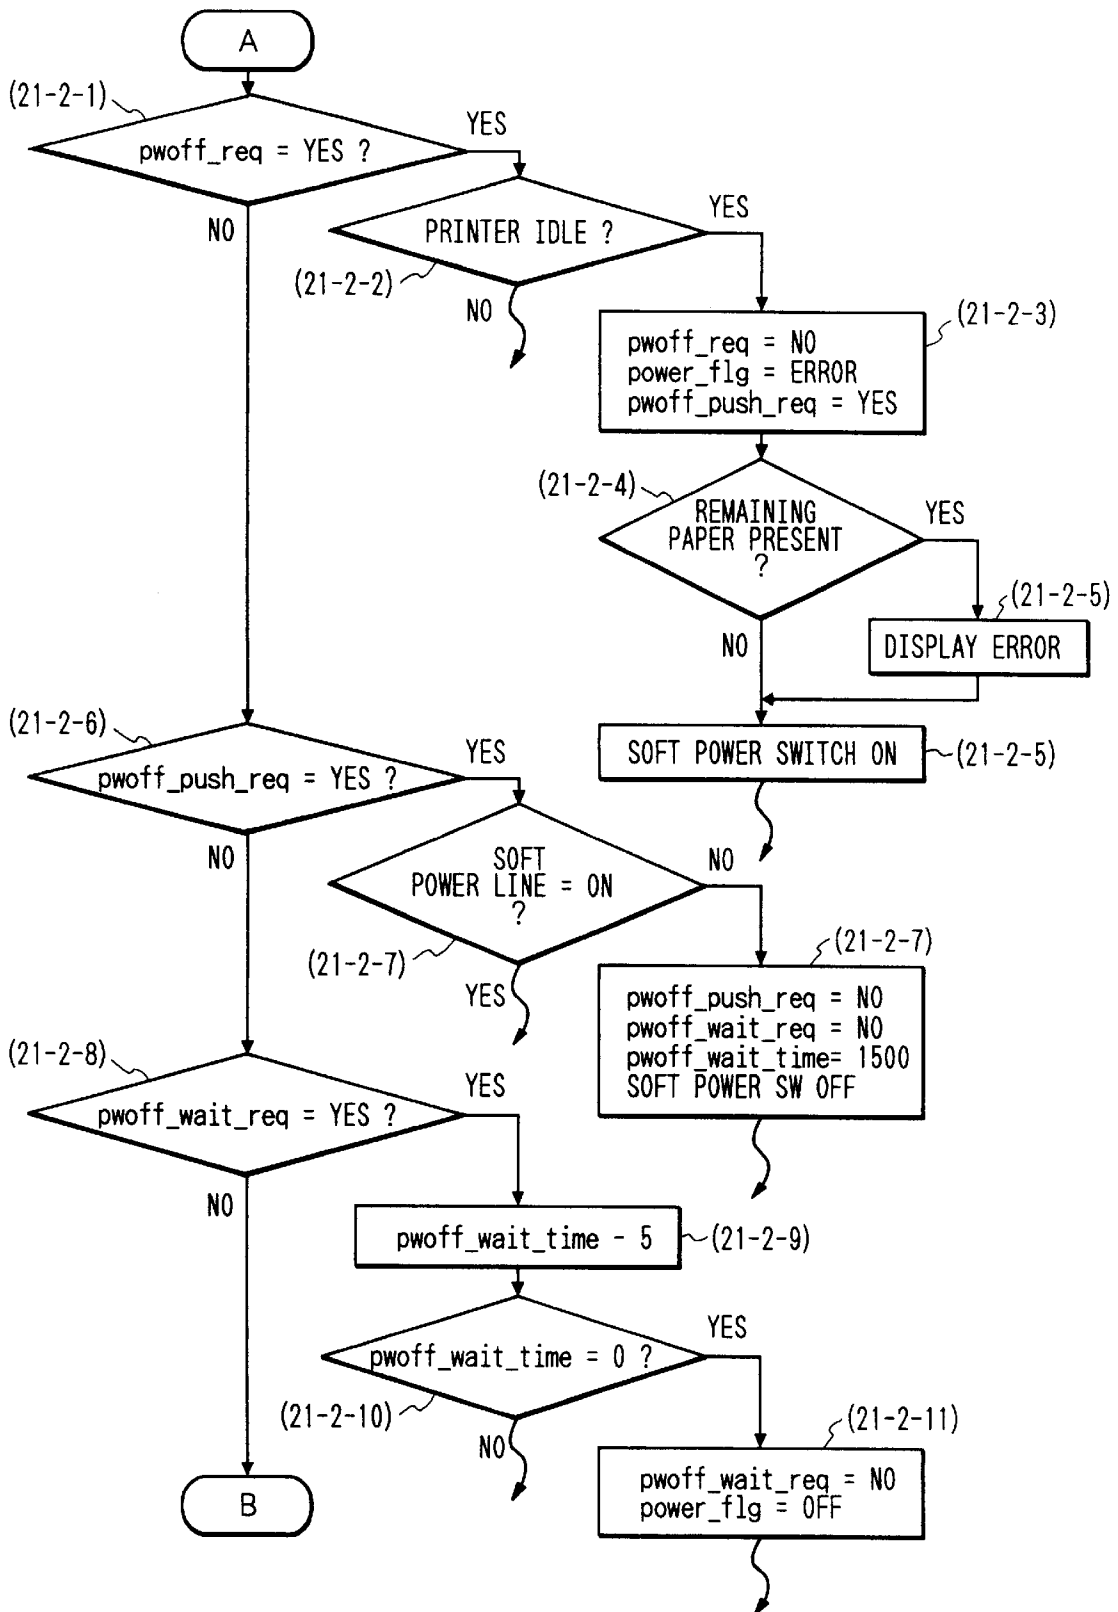 A
(21-2-1)
pwoff_req = YES ?
YES
NO
PRINTER IDLE ?
YES
(21-2-2)
NO
(21-2-3)
pwoff_req = NO
power_flg = ERROR
pwoff_push_req = YES
(21-2-4)
REMAINING
PAPER PRESENT
?
YES
NO
(21-2-5)
DISPLAY ERROR
SOFT POWER SWITCH ON
(21-2-5)
(21-2-6)
pwoff_push_req = YES ?
YES
NO
SOFT
POWER LINE = ON
?
NO
(21-2-7)
YES
(21-2-7)
pwoff_push_req = NO
pwoff_wait_req = NO
pwoff_wait_time= 1500
SOFT POWER SW OFF
(21-2-8)
pwoff_wait_req = YES ?
YES
NO
pwoff_wait_time - 5
(21-2-9)
pwoff_wait_time = 0 ?
YES
(21-2-10)
NO
(21-2-11)
pwoff_wait_req = NO
power_flg = OFF
B